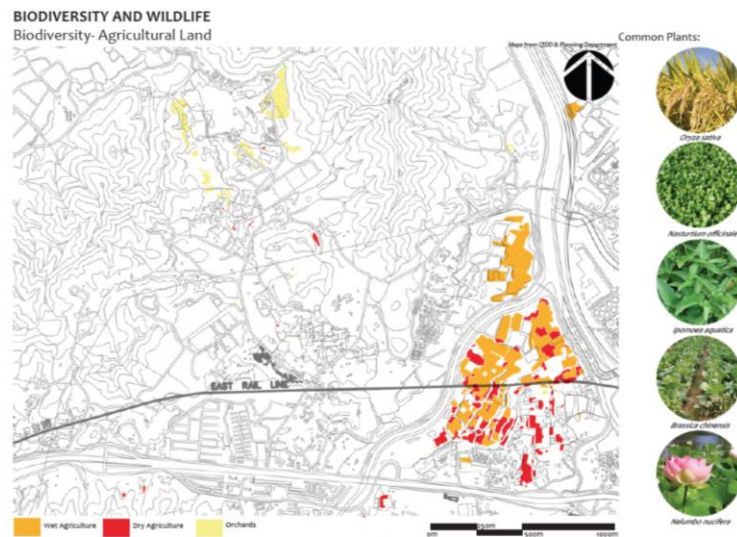 BIODIVERSITY AND WILDLIFE
Biodiversity- Agricultural Land
Maps from CEDD & Planning Department
Common Plants:
Oryza sativa
Nasturtium officinale
Ipomoea aquatica
Brassica chinensis
Nelumbo nucifera
EAST RAIL LINE
Wet Agriculture
Dry Agriculture
Orchards
0m
250m
500m
1000m